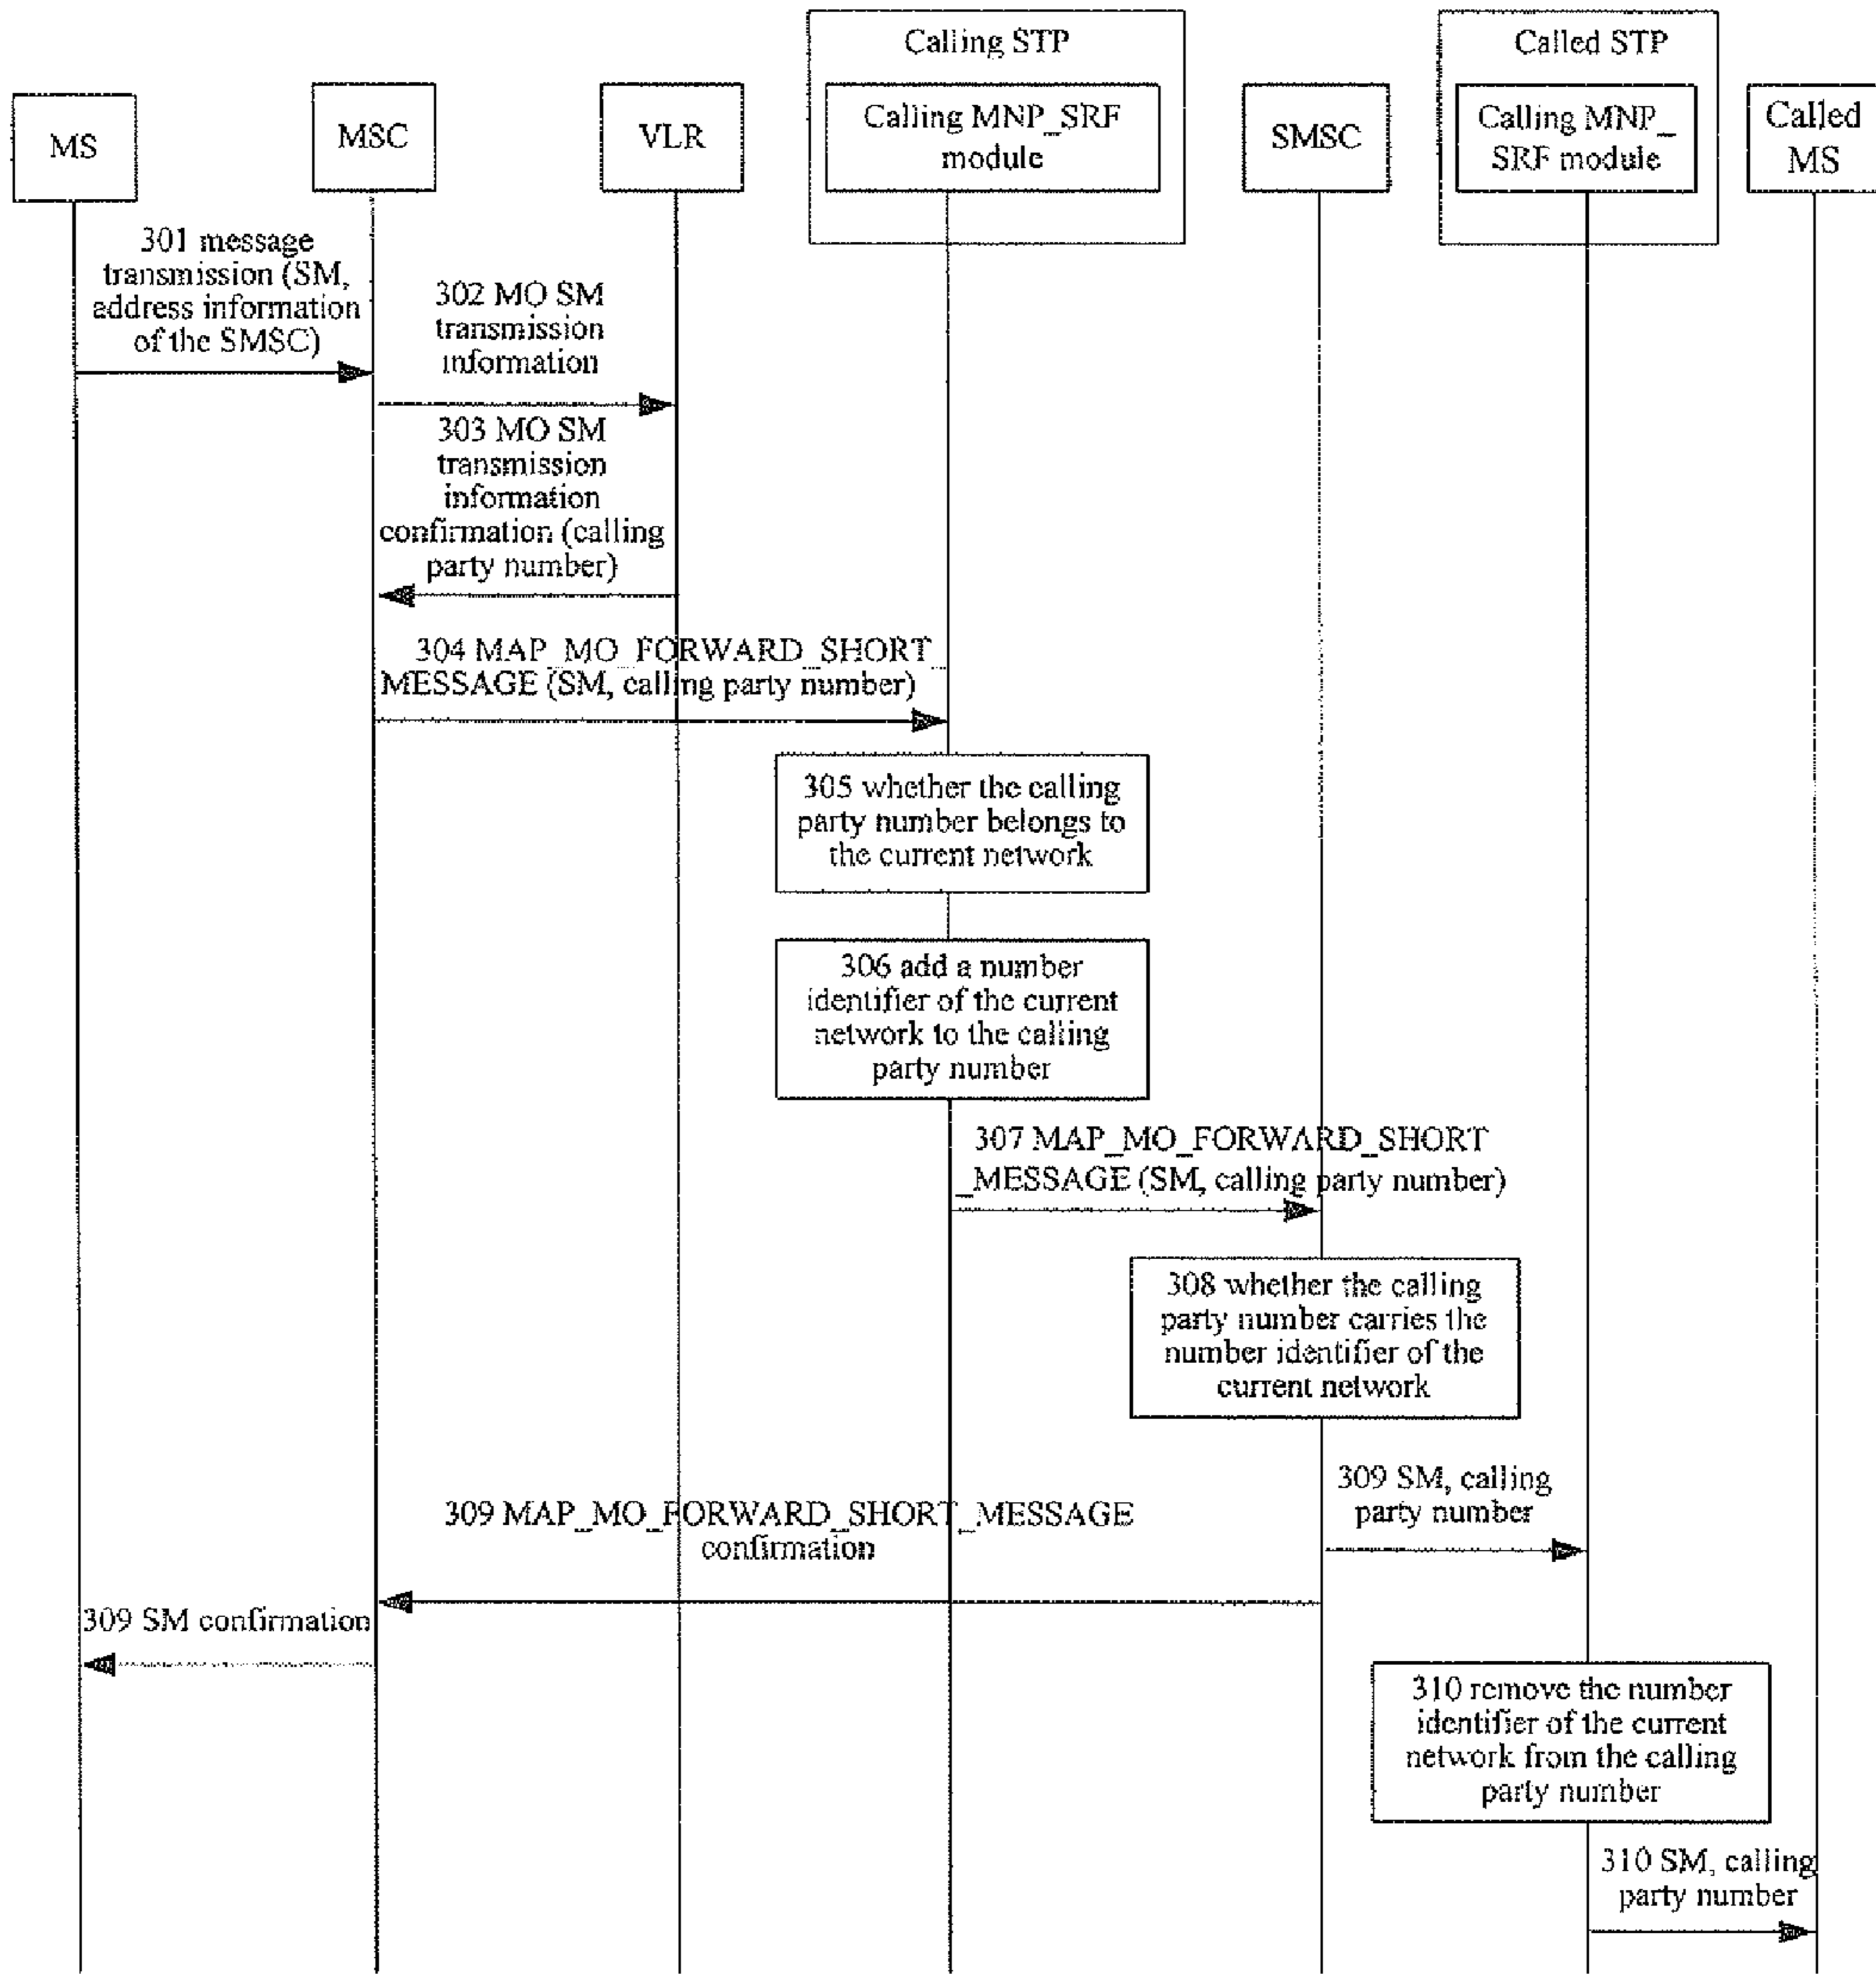 Calling STP
Called STP
MS
MSC
VLR
Calling MNP_SRF
module
SMSC
Calling MNP_
SRF module
Called
MS
301 message
transmission (SM,
address information
of the SMSC)
302 MO SM
transmission
information
303 MO SM
transmission
information
confirmation (calling
party number)
304 MAP_MO_FORWARD_SHORT_
MESSAGE (SM, calling party number)
305 whether the calling
party number belongs to
the current network
306 add a number
identifier of the current
network to the calling
party number
307 MAP_MO_FORWARD_SHORT
_MESSAGE (SM, calling party number)
308 whether the calling
party number carries the
number identifier of the
current network
309 SM, calling
party number
309 MAP_MO_FORWARD_SHORT_MESSAGE
confirmation
309 SM confirmation
310 remove the number
identifier of the current
network from the calling
party number
310 SM, calling
party number